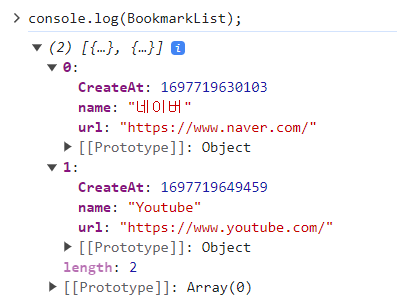 > console.log(BookmarkList);
▼ (2) [{…}, {…}] i
▼ 0:
CreateAt: 1697719630103
name: "네이버"
url: "https://www.naver.com/"
▶ [[Prototype]]: Object
▼ 1:
CreateAt: 1697719649459
name: "Youtube"
url: "https://www.youtube.com/"
▶ [[Prototype]]: Object
length: 2
▶ [[Prototype]]: Array(0)